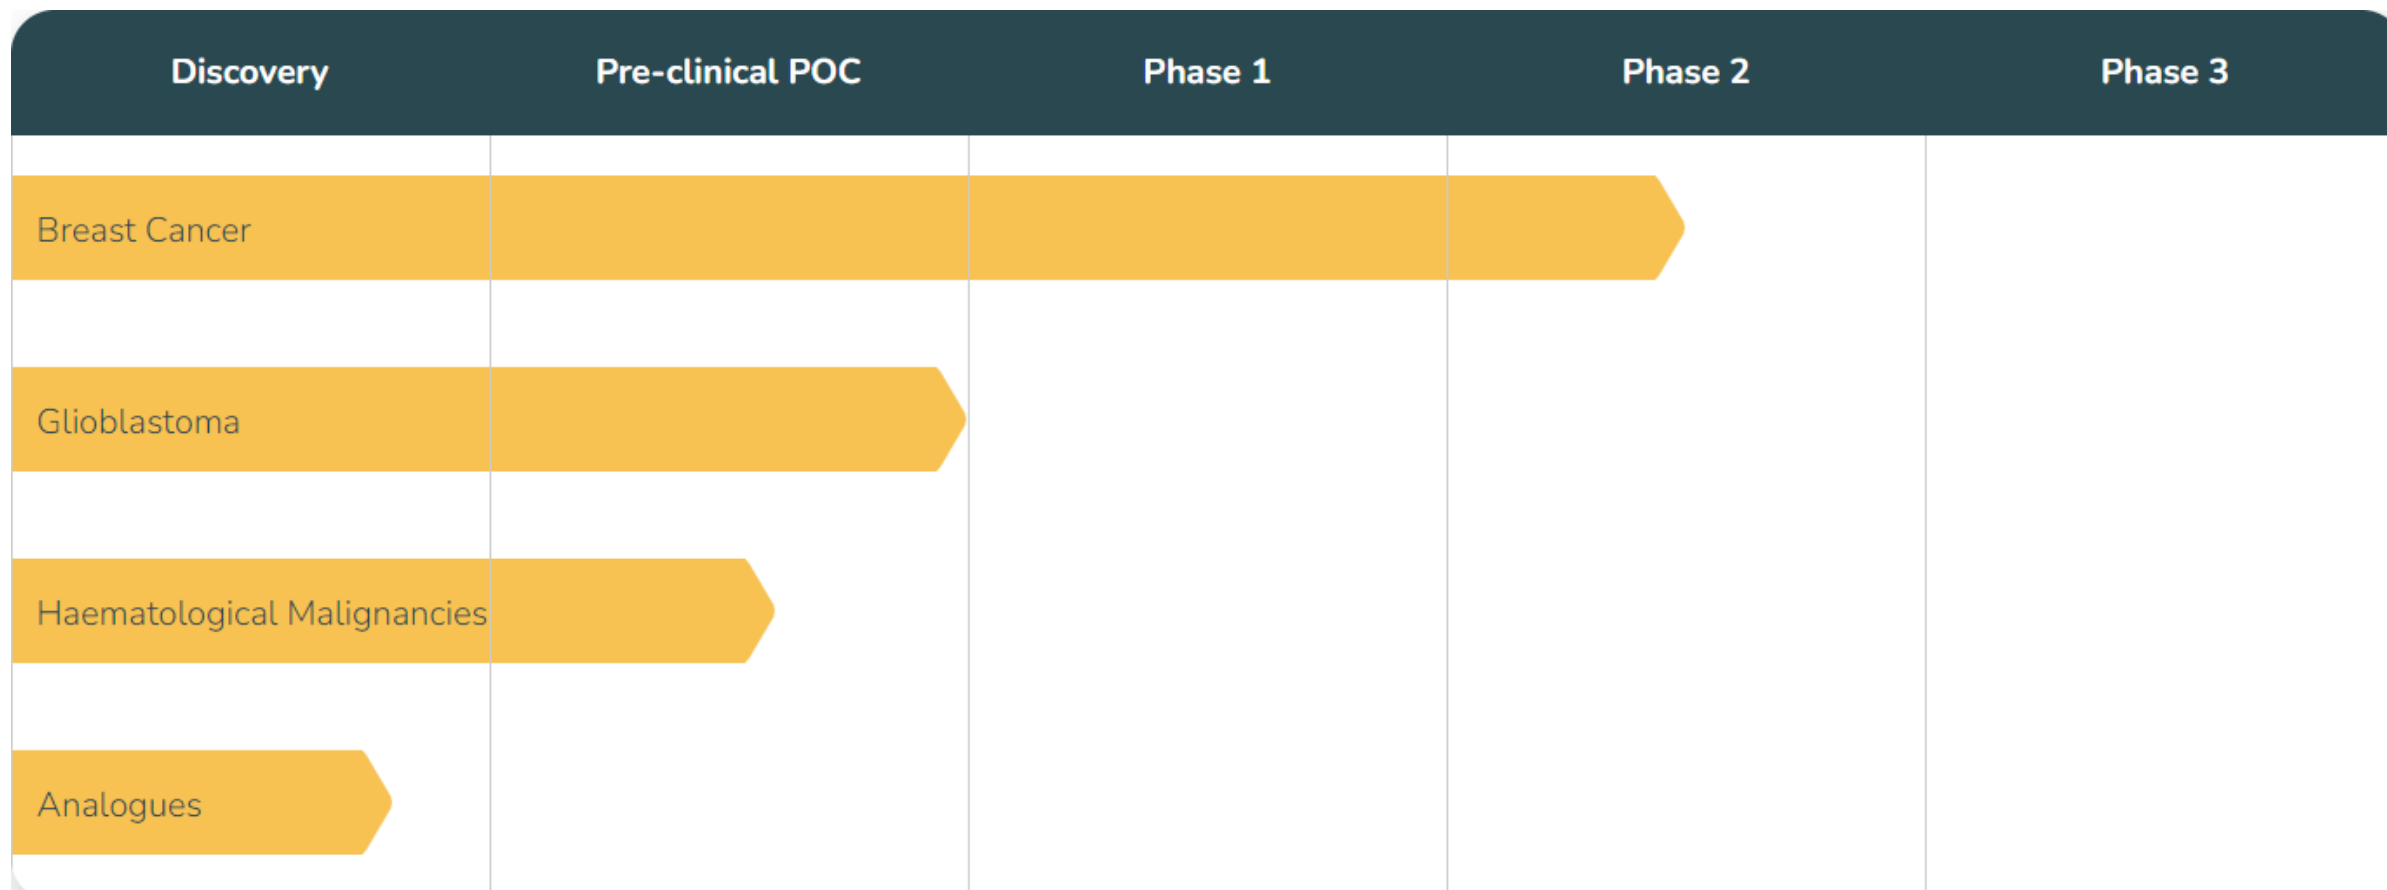 Discovery Pre-clinical POC Phase 1 Phase 2 Phase 3
Breast Cancer
Glioblastoma
Haematological Malignancies
Analogues